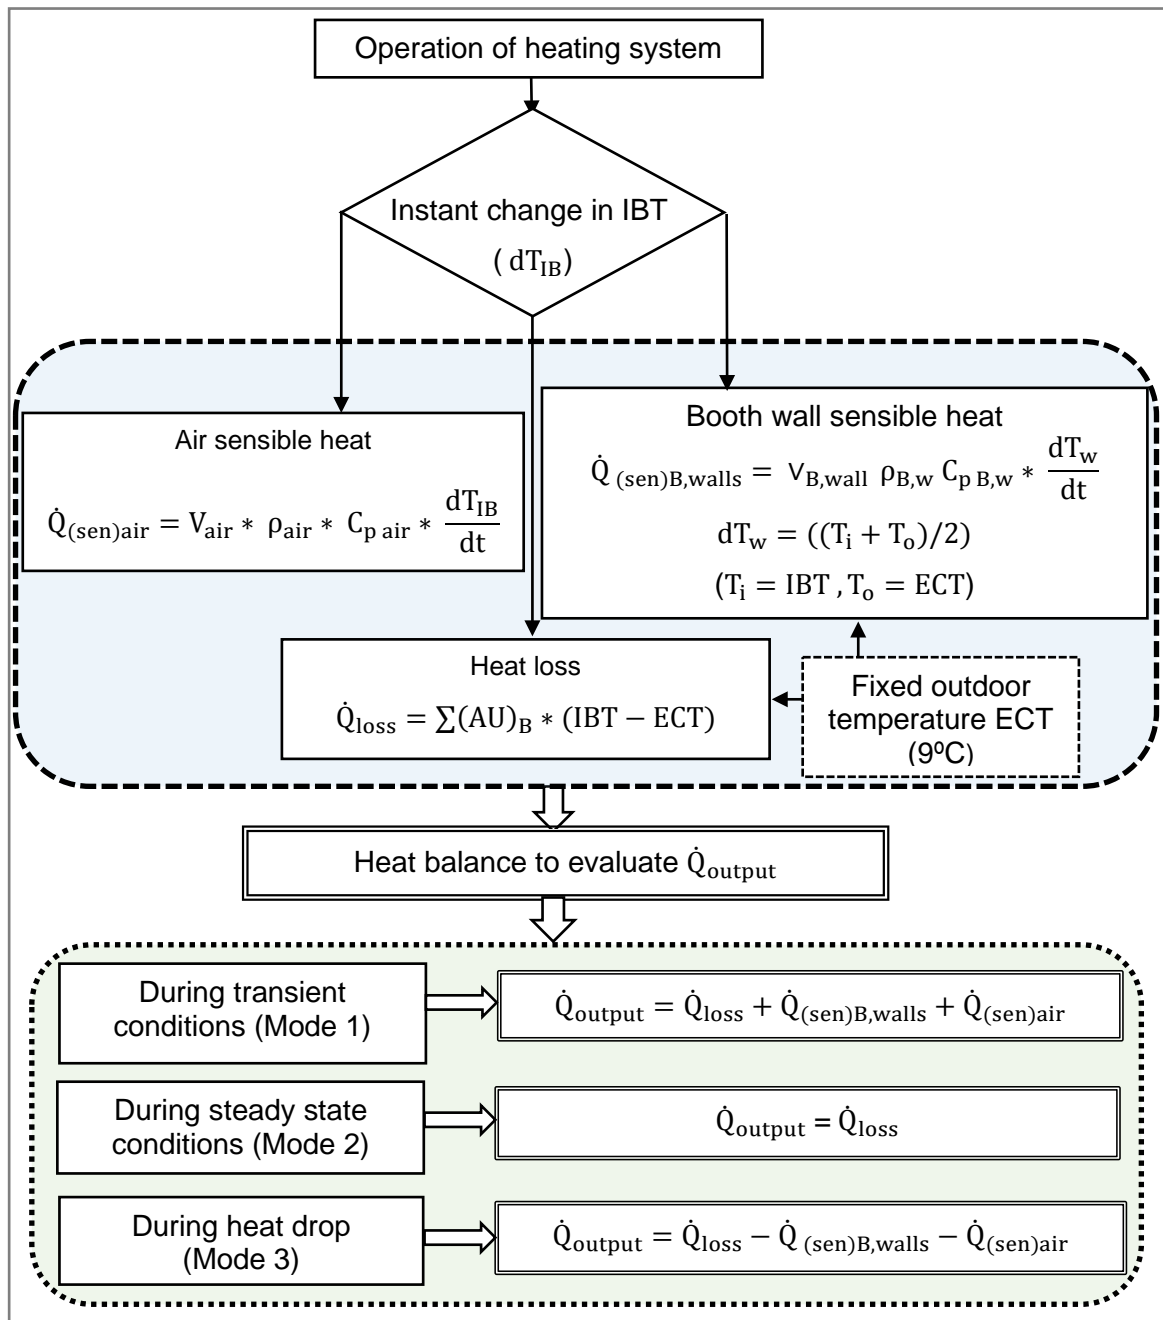 Operation of heating system
Instant change in IBT
( dT_IB)
Air sensible heat
Q̇_(sen)air = V_air * ρ_air * C_p air * dT_IB/dt
Booth wall sensible heat
Q̇_(sen)B,walls = V_B,wall ρ_B,w C_p B,w * dT_w/dt
dT_w = ((T_i + T_o)/2)
(T_i = IBT , T_o = ECT)
Heat loss
Q̇_loss = ∑(AU)_B * (IBT − ECT)
Fixed outdoor
temperature ECT
(9⁰C)
Heat balance to evaluate Q̇_output
During transient
conditions (Mode 1)
Q̇_output = Q̇_loss + Q̇_(sen)B,walls + Q̇_(sen)air
During steady state
conditions (Mode 2)
Q̇_output = Q̇_loss
During heat drop
(Mode 3)
Q̇_output = Q̇_loss − Q̇_(sen)B,walls − Q̇_(sen)air